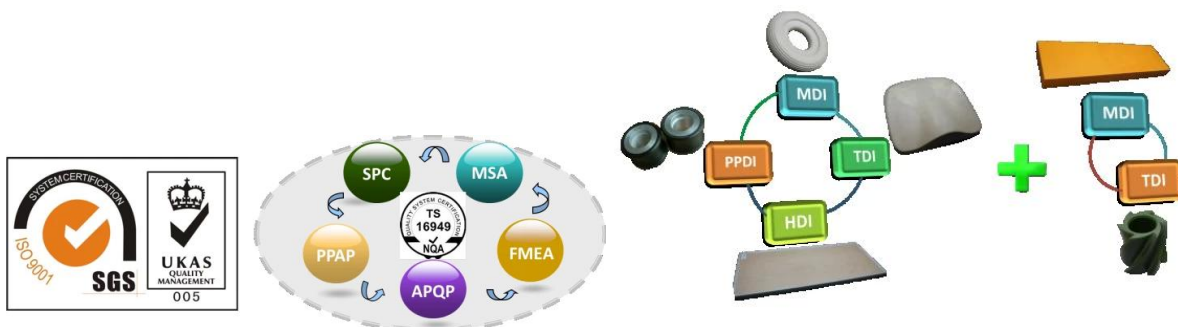 SYSTEM CERTIFICATION
ISO 9001
SGS
UKAS
QUALITY
MANAGEMENT
005
SPC
MSA
PPAP
FMEA
APQP
QUALITY SYSTEM CERTIFICATION
TS
16949
NQA
MDI
PPDI
TDI
HDI
MDI
TDI